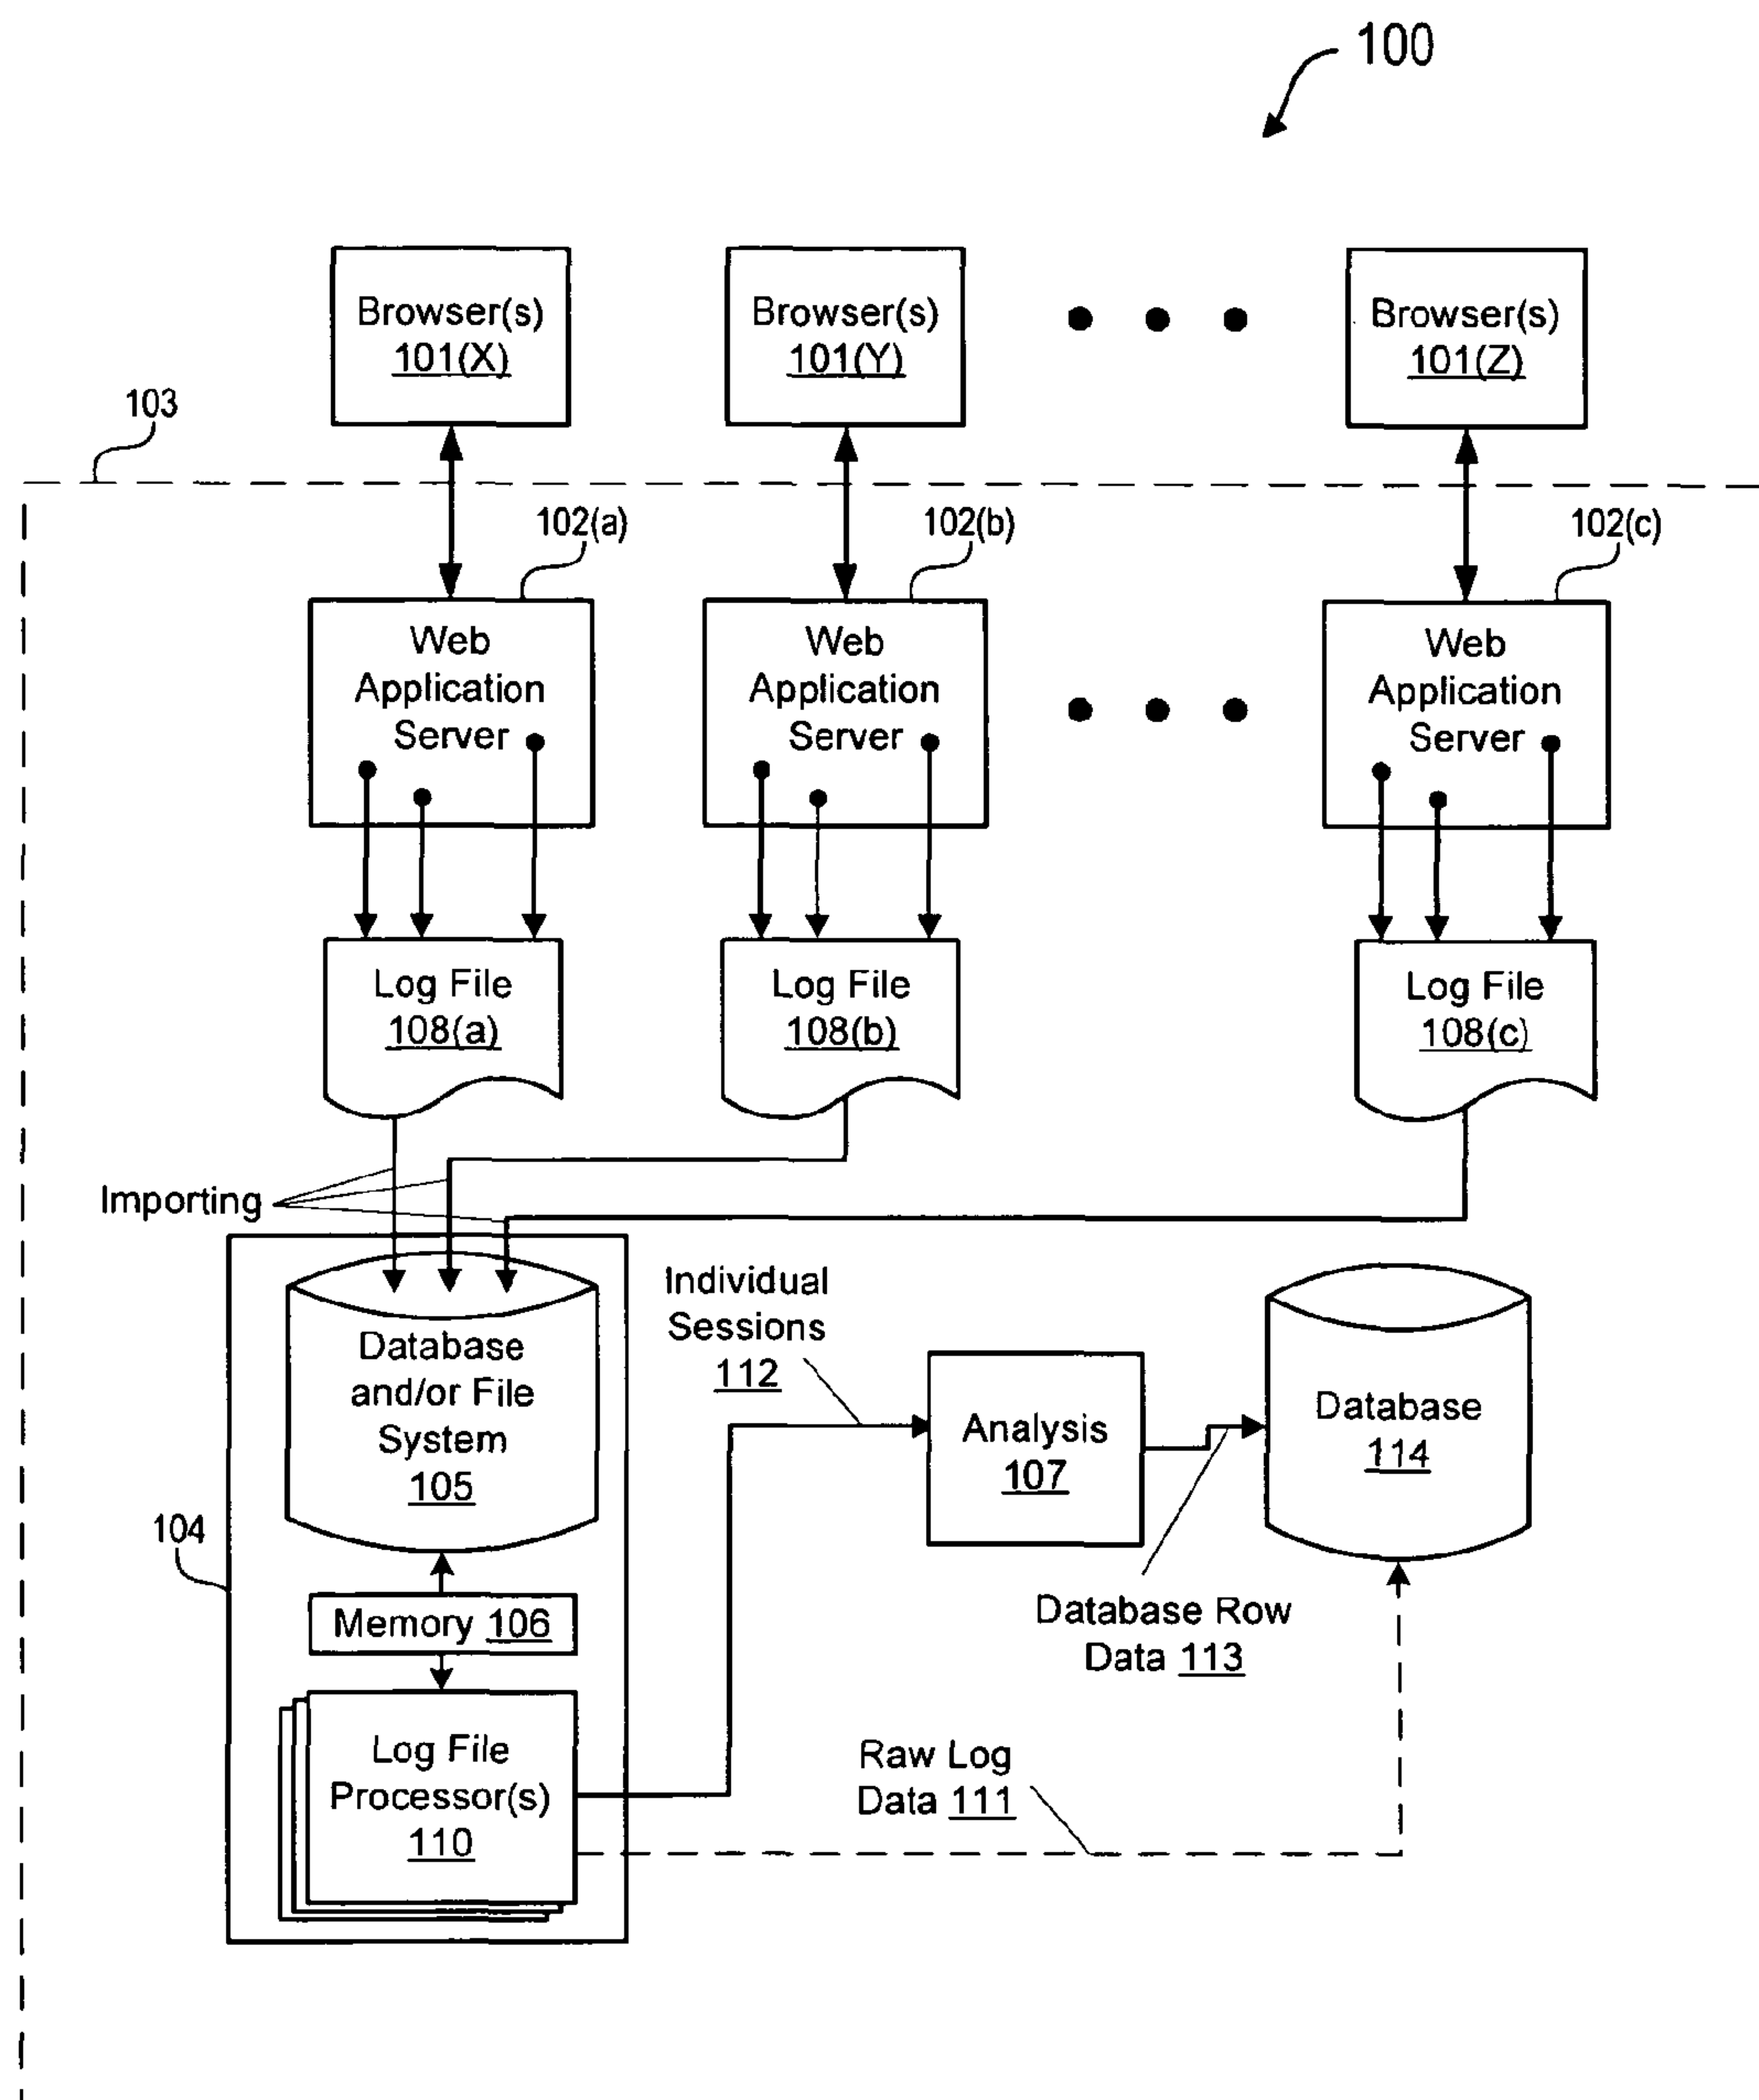 100
Browser(s)
101(X)
Browser(s)
101(Y)
Browser(s)
101(Z)
103
102(a)
102(b)
102(c)
Web
Application
Server
Web
Application
Server
Web
Application
Server
Log File
108(a)
Log File
108(b)
Log File
108(c)
Importing
Database
and/or File
System
105
Individual
Sessions
112
Analysis
107
Database
114
104
Memory 106
Database Row
Data 113
Log File
Processor(s)
110
Raw Log
Data 111